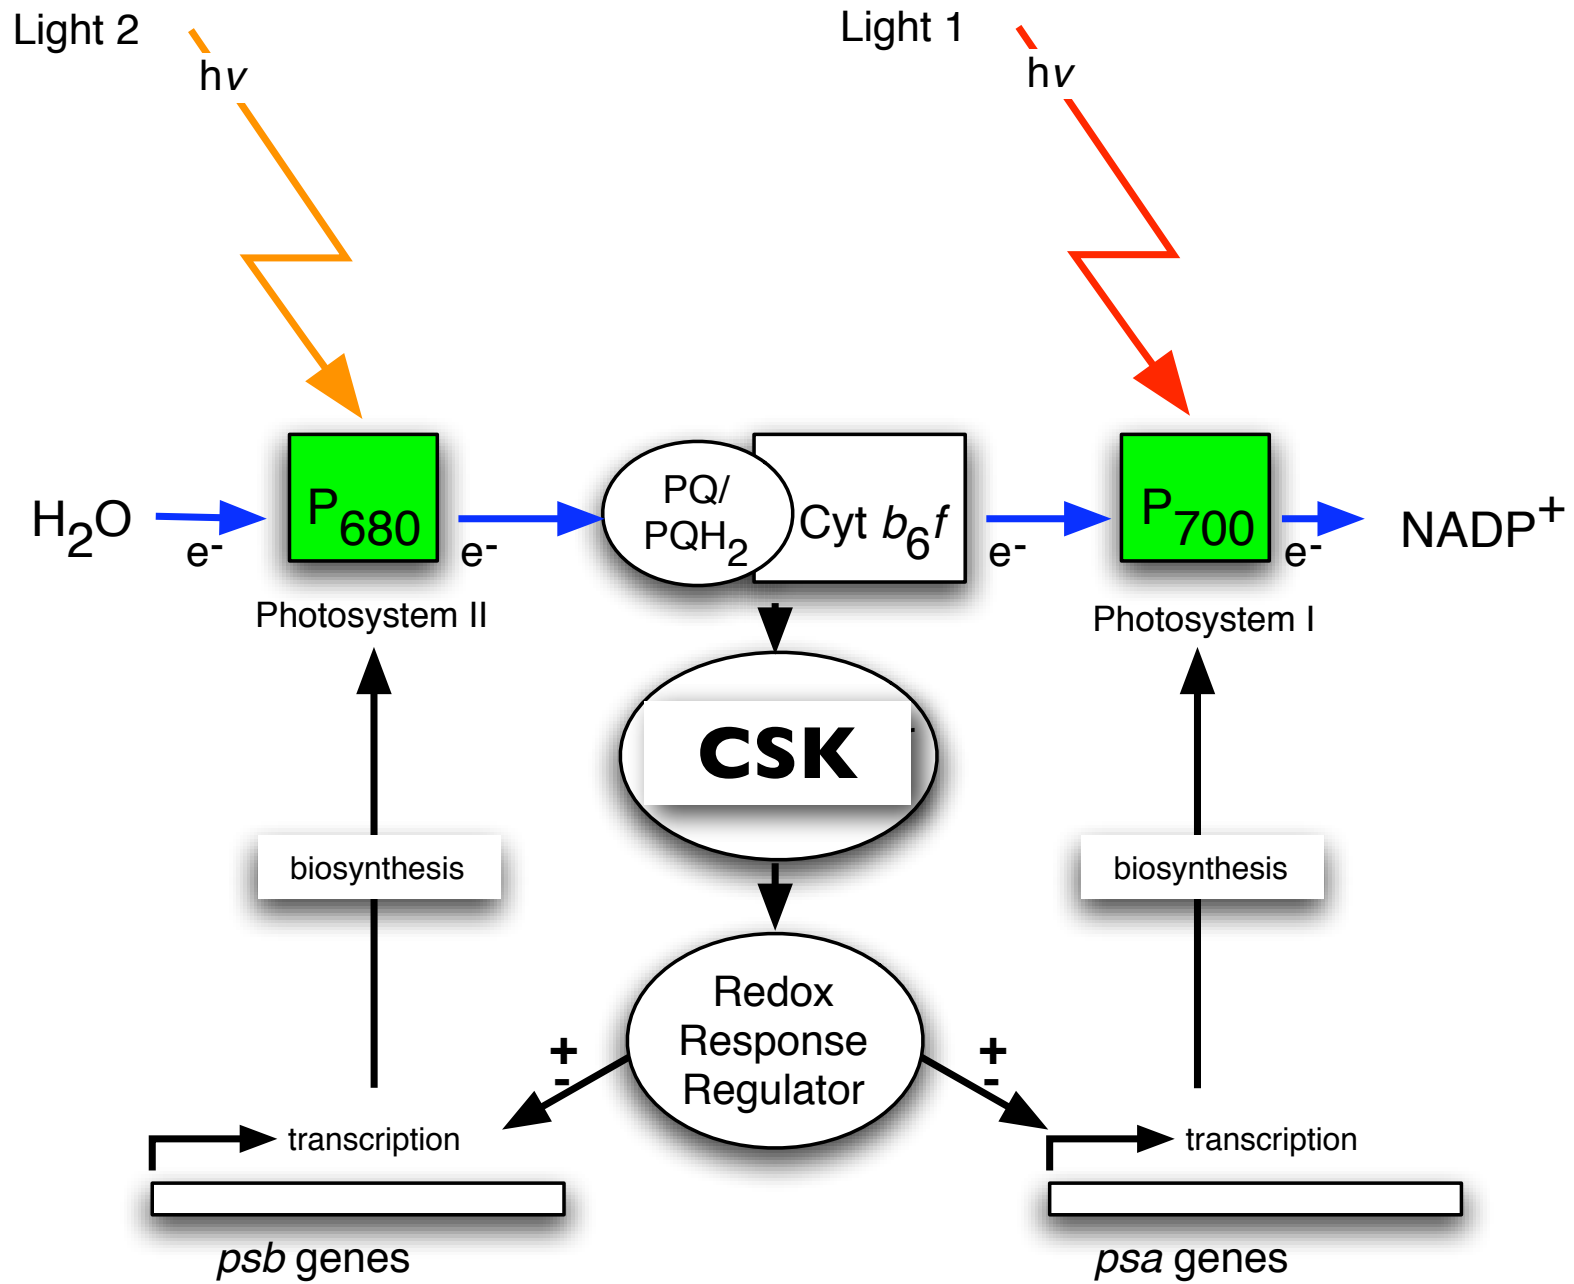 Light 2
hv
Light 1
hv
H₂O
e⁻
P₆₈₀
e⁻
PQ/
PQH₂
Cyt b₆f
e⁻
P₇₀₀
e⁻
NADP⁺
Photosystem II
Photosystem I
CSK
biosynthesis
biosynthesis
Redox
Response
Regulator
+
-
+
-
transcription
transcription
psb genes
psa genes